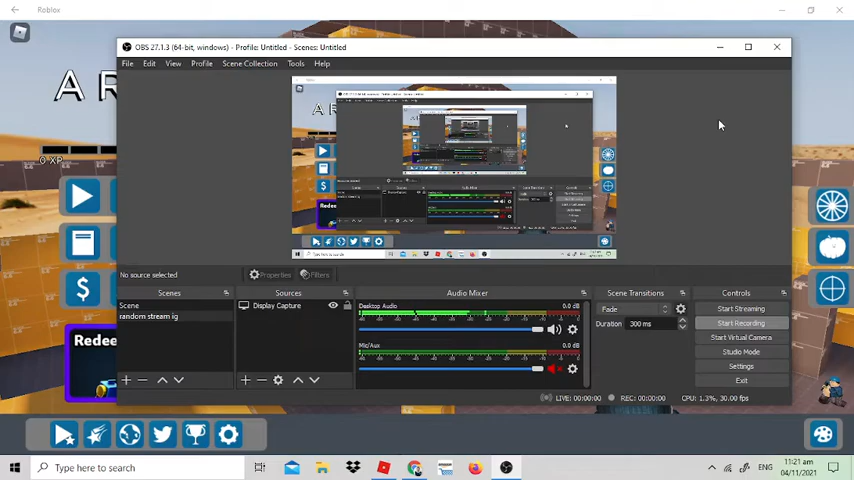 Roblox
OBS 27.1.3 (64-bit, windows) - Profile: Untitled - Scenes: Untitled
File Edit View Profile Scene Collection Tools Help
A R
0 XP
Redee
No source selected
Properties Filters
Scenes
Sources
Audio Mixer
Scene Transitions
Controls
Scene
random stream ig
Display Capture
Desktop Audio 0.0 dB
Mic/Aux 0.0 dB
Fade
Duration 300 ms
Start Streaming
Start Recording
Start Virtual Camera
Studio Mode
Settings
Exit
LIVE: 00:00:00 REC: 00:00:00 CPU: 1.3%, 30.00 fps
Type here to search
ENG
11:21 am
04/11/2021